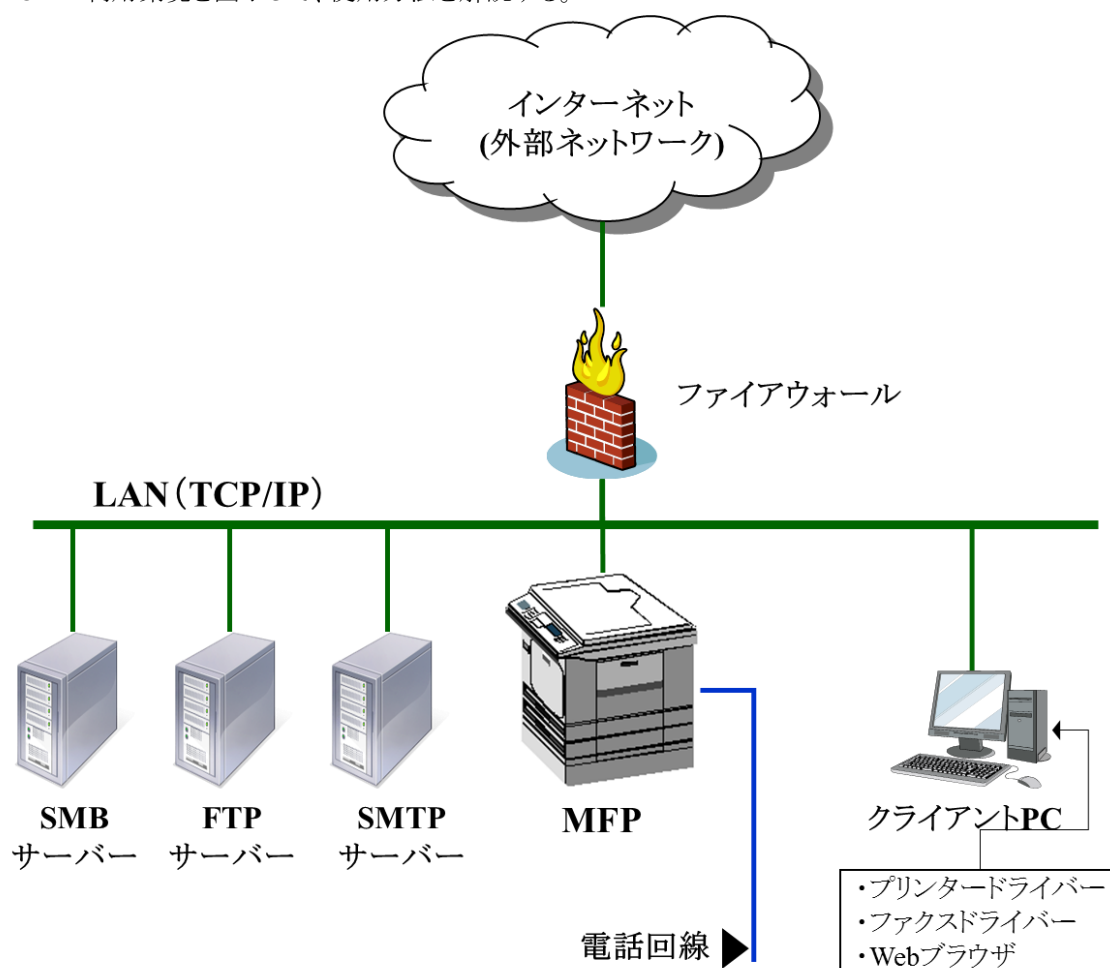 インターネット
(外部ネットワーク)
ファイアウォール
LAN（TCP/IP）
SMB
サーバー
FTP
サーバー
SMTP
サーバー
MFP
クライアントPC
電話回線
・プリンタードライバー
・ファクスドライバー
・Webブラウザ